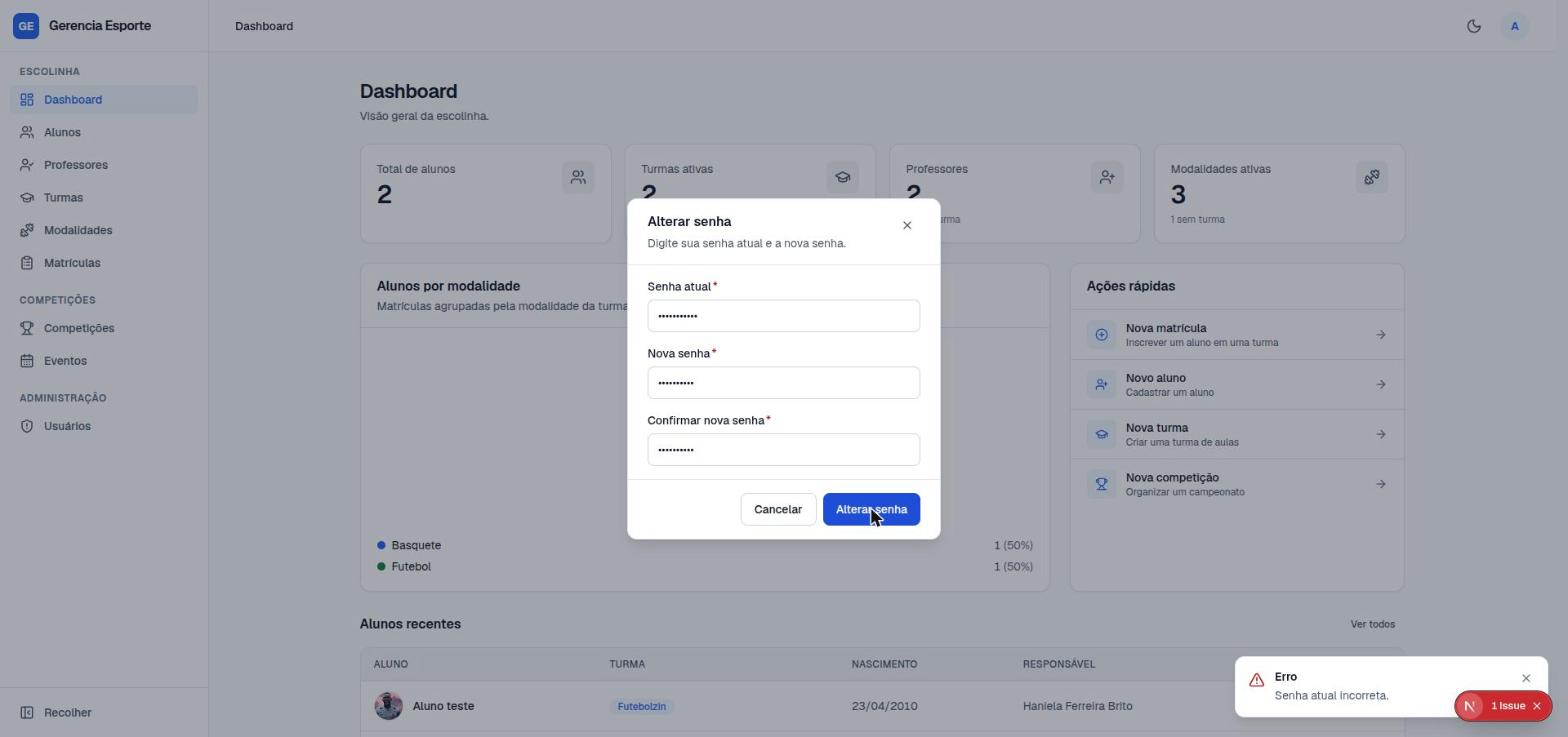 GE Gerencia Esporte
Dashboard
A
ESCOLINHA
Dashboard
Alunos
Professores
Turmas
Modalidades
Matrículas
COMPETIÇÕES
Competições
Eventos
ADMINISTRAÇÃO
Usuários
Recolher
Dashboard
Visão geral da escolinha.
Total de alunos
2
Turmas ativas
2
Professores
2
Modalidades ativas
3
1 sem turma
Alunos por modalidade
Matrículas agrupadas pela modalidade da turma
Basquete 1 (50%)
Futebol 1 (50%)
Ações rápidas
Nova matrícula
Inscrever um aluno em uma turma
Novo aluno
Cadastrar um aluno
Nova turma
Criar uma turma de aulas
Nova competição
Organizar um campeonato
Alterar senha
Digite sua senha atual e a nova senha.
Senha atual*
•••••••••••
Nova senha*
••••••••••
Confirmar nova senha*
••••••••••
Cancelar Alterar senha
Alunos recentes Ver todos
ALUNO TURMA NASCIMENTO RESPONSÁVEL
Aluno teste Futebolzin 23/04/2010 Haniela Ferreira Brito
Erro
Senha atual incorreta.
N 1 Issue